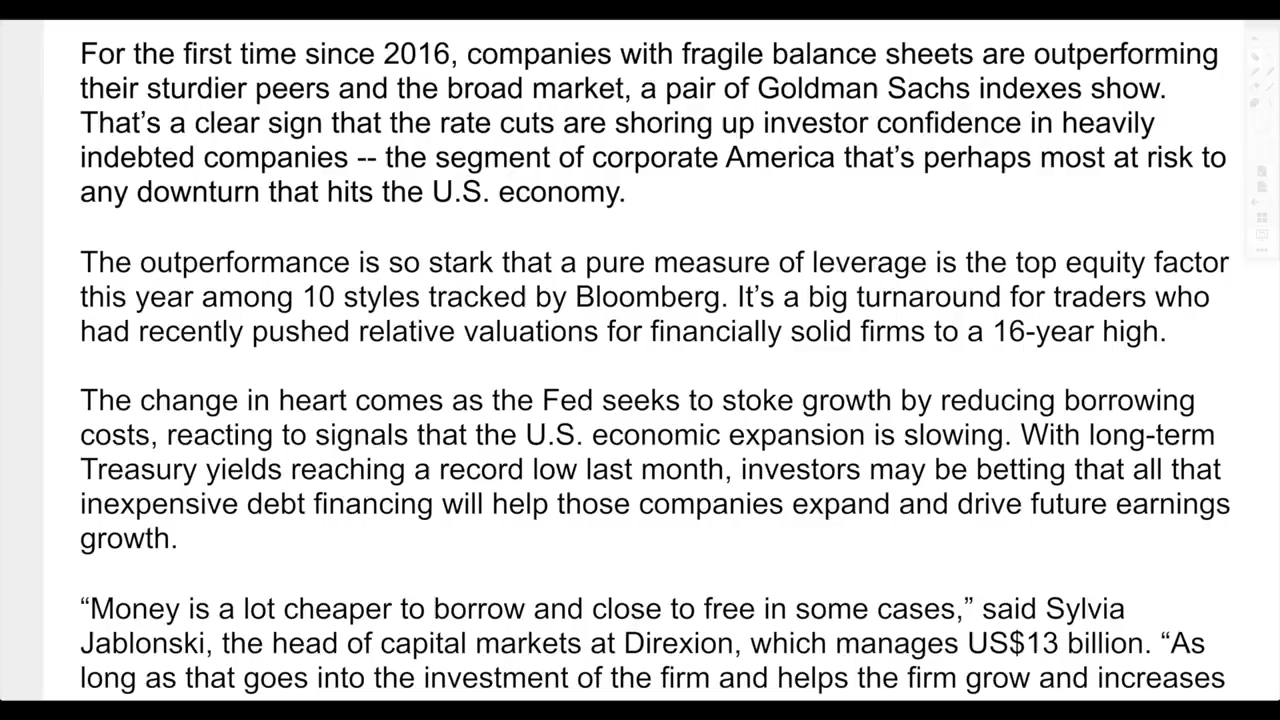 For the first time since 2016, companies with fragile balance sheets are outperforming
their sturdier peers and the broad market, a pair of Goldman Sachs indexes show.
That’s a clear sign that the rate cuts are shoring up investor confidence in heavily
indebted companies -- the segment of corporate America that’s perhaps most at risk to
any downturn that hits the U.S. economy.
The outperformance is so stark that a pure measure of leverage is the top equity factor
this year among 10 styles tracked by Bloomberg. It’s a big turnaround for traders who
had recently pushed relative valuations for financially solid firms to a 16-year high.
The change in heart comes as the Fed seeks to stoke growth by reducing borrowing
costs, reacting to signals that the U.S. economic expansion is slowing. With long-term
Treasury yields reaching a record low last month, investors may be betting that all that
inexpensive debt financing will help those companies expand and drive future earnings
growth.
“Money is a lot cheaper to borrow and close to free in some cases,” said Sylvia
Jablonski, the head of capital markets at Direxion, which manages US$13 billion. “As
long as that goes into the investment of the firm and helps the firm grow and increases